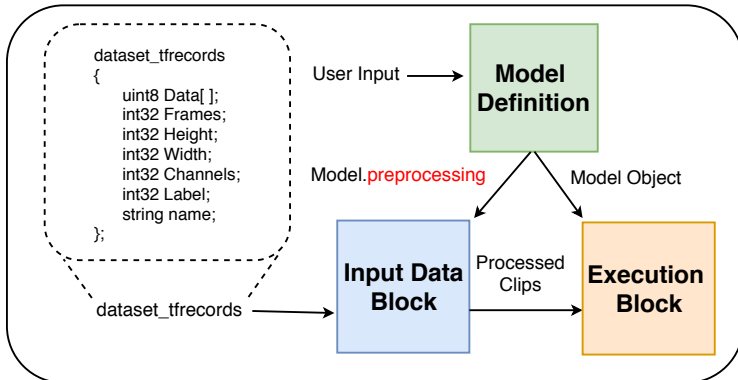 dataset_tfrecords
{
uint8 Data[ ];
int32 Frames;
int32 Height;
int32 Width;
int32 Channels;
int32 Label;
string name;
};
dataset_tfrecords
User Input
Model
Definition
Model.preprocessing
Model Object
Input Data
Block
Processed
Clips
Execution
Block